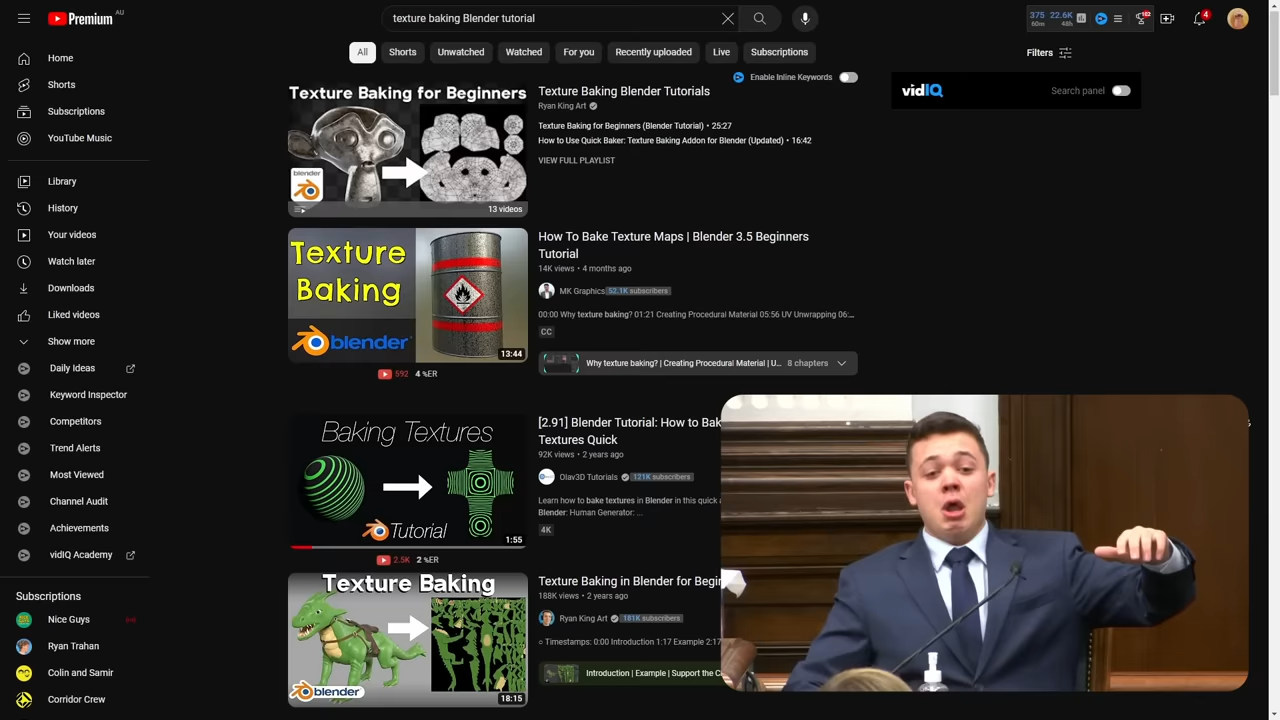 Premium
AU
texture baking Blender tutorial
375
60m
22.6K
48h
4
All
Shorts
Unwatched
Watched
For you
Recently uploaded
Live
Subscriptions
Filters
Home
Shorts
Subscriptions
YouTube Music
Library
History
Your videos
Watch later
Downloads
Liked videos
Show more
Daily Ideas
Keyword Inspector
Competitors
Trend Alerts
Most Viewed
Channel Audit
Achievements
vidIQ Academy
Subscriptions
Nice Guys
Ryan Trahan
Colin and Samir
Corridor Crew
Enable Inline Keywords
vidIQ
Search panel
Texture Baking for Beginners
blender
13 videos
Texture Baking Blender Tutorials
Ryan King Art
Texture Baking for Beginners (Blender Tutorial) • 25:27
How to Use Quick Baker: Texture Baking Addon for Blender (Updated) • 16:42
VIEW FULL PLAYLIST
Texture
Baking
blender
13:44
592 4 %ER
How To Bake Texture Maps | Blender 3.5 Beginners
Tutorial
14K views • 4 months ago
MK Graphics 52.1K subscribers
00:00 Why texture baking? 01:21 Creating Procedural Material 05:56 UV Unwrapping 06:...
CC
Why texture baking? | Creating Procedural Material | U... 8 chapters
Baking Textures
Tutorial
1:55
2.5K 2 %ER
[2.91] Blender Tutorial: How to Bak
Textures Quick
92K views • 2 years ago
Olav3D Tutorials 121K subscribers
Learn how to bake textures in Blender in this quick a
Blender: Human Generator: ...
4K
Texture Baking
blender
18:15
Texture Baking in Blender for Begir
188K views • 2 years ago
Ryan King Art 181K subscribers
○ Timestamps: 0:00 Introduction 1:17 Example 2:17
Introduction | Example | Support the C